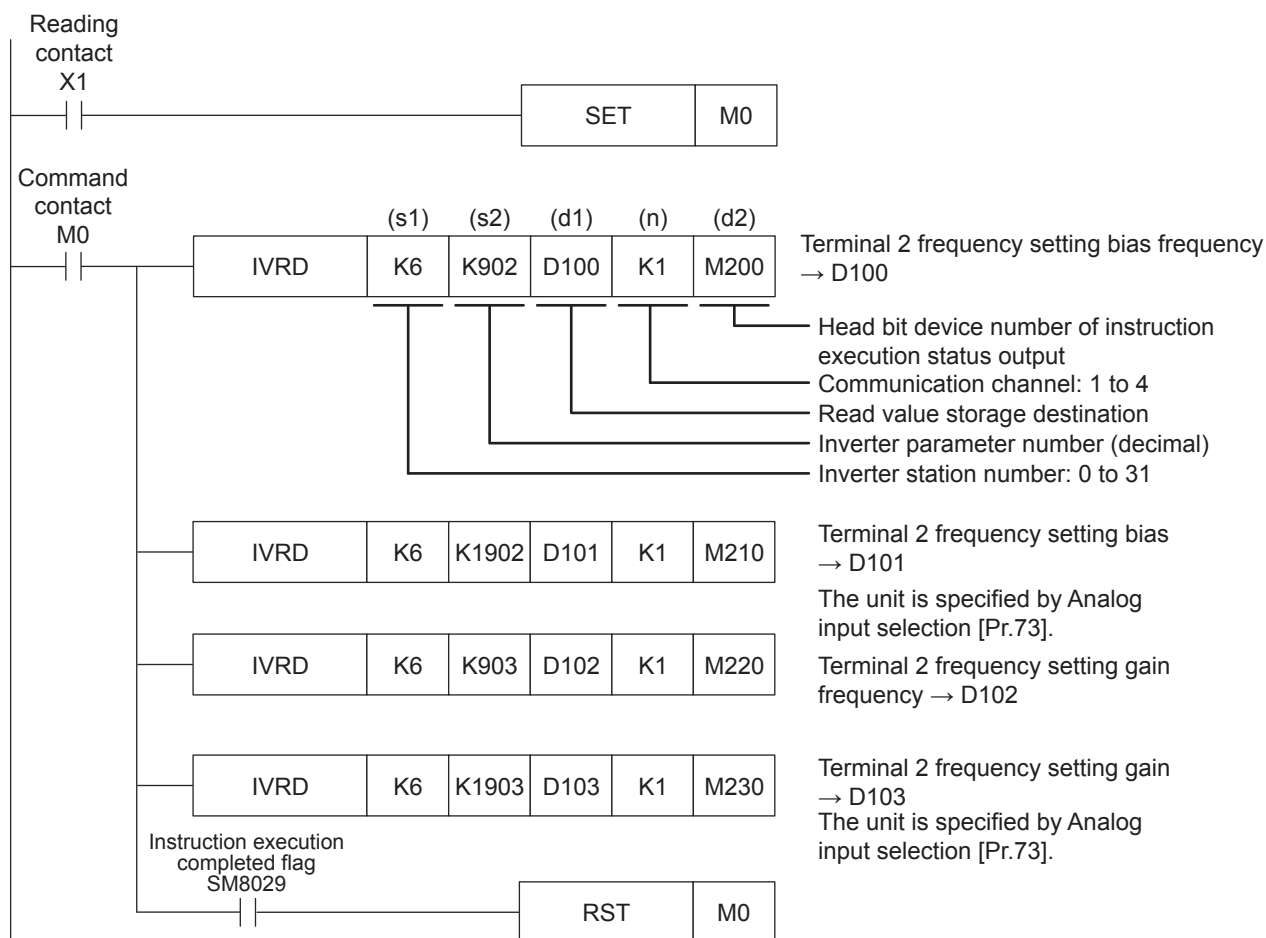 Reading
contact
X1
SET M0
Command
contact
M0
(s1) (s2) (d1) (n) (d2)
IVRD K6 K902 D100 K1 M200
Terminal 2 frequency setting bias frequency
→ D100
Head bit device number of instruction
execution status output
Communication channel: 1 to 4
Read value storage destination
Inverter parameter number (decimal)
Inverter station number: 0 to 31
IVRD K6 K1902 D101 K1 M210
Terminal 2 frequency setting bias
→ D101
The unit is specified by Analog
input selection [Pr.73].
IVRD K6 K903 D102 K1 M220
Terminal 2 frequency setting gain
frequency → D102
IVRD K6 K1903 D103 K1 M230
Terminal 2 frequency setting gain
→ D103
The unit is specified by Analog
input selection [Pr.73].
Instruction execution
completed flag
SM8029
RST M0